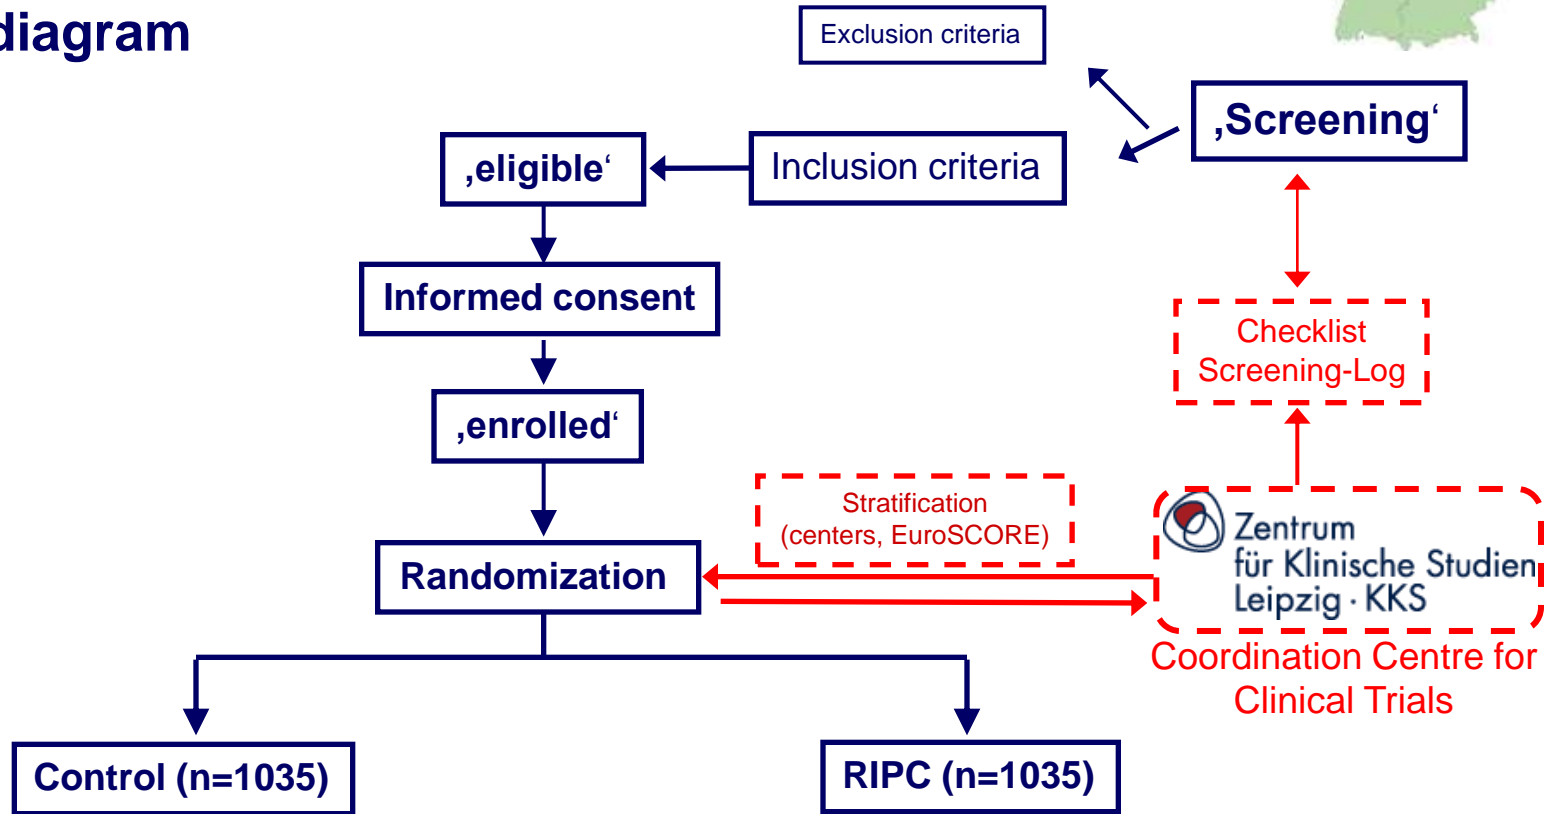 diagram
Exclusion criteria
‚Screening‘
Inclusion criteria
‚eligible‘
Informed consent
Checklist
Screening-Log
‚enrolled‘
Stratification
(centers, EuroSCORE)
Zentrum
für Klinische Studien
Leipzig · KKS
Randomization
Coordination Centre for
Clinical Trials
Control (n=1035)
RIPC (n=1035)